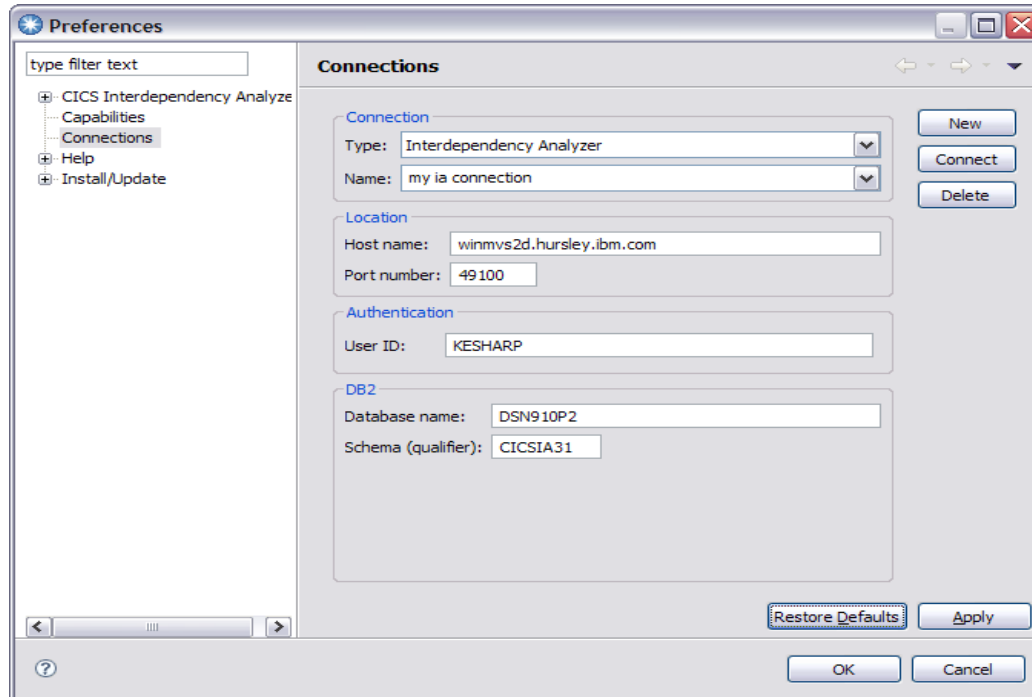 Preferences
type filter text
CICS Interdependency Analyze
Capabilities
Connections
Help
Install/Update
Connections
Connection
Type: Interdependency Analyzer
Name: my ia connection
New
Connect
Delete
Location
Host name: winmvs2d.hursley.ibm.com
Port number: 49100
Authentication
User ID: KESHARP
DB2
Database name: DSN910P2
Schema (qualifier): CICSIA31
Restore Defaults
Apply
OK
Cancel